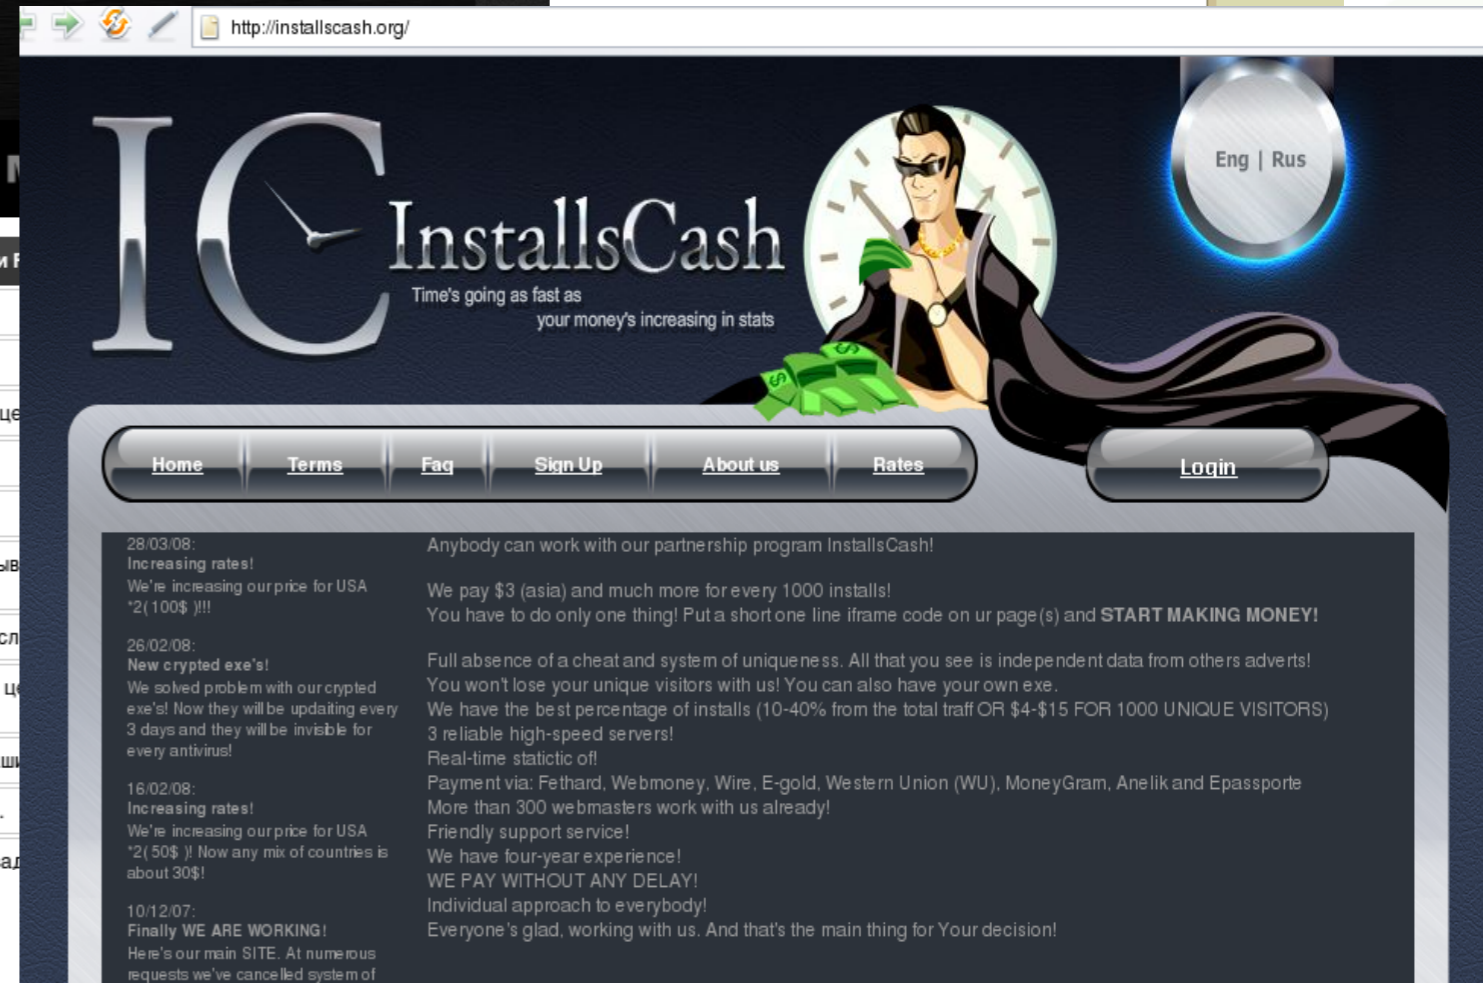 http://installscash.org/
Eng | Rus
IC
InstallsCash
Time's going as fast as
your money's increasing in stats
Home
Terms
Faq
Sign Up
About us
Rates
Login
28/03/08:
Increasing rates!
We're increasing our price for USA
*2( 100$ )!!!
26/02/08:
New crypted exe's!
We solved problem with our crypted
exe's! Now they will be updaiting every
3 days and they will be invisible for
every antivirus!
16/02/08:
Increasing rates!
We're increasing our price for USA
*2( 50$ )! Now any mix of countries is
about 30$!
10/12/07:
Finally WE ARE WORKING!
Here's our main SITE. At numerous
requests we've cancelled system of
Anybody can work with our partnership program InstallsCash!
We pay $3 (asia) and much more for every 1000 installs!
You have to do only one thing! Put a short one line iframe code on ur page(s) and START MAKING MONEY!
Full absence of a cheat and system of uniqueness. All that you see is independent data from others adverts!
You won't lose your unique visitors with us! You can also have your own exe.
We have the best percentage of installs (10-40% from the total traff OR $4-$15 FOR 1000 UNIQUE VISITORS)
3 reliable high-speed servers!
Real-time statictic of!
Payment via: Fethard, Webmoney, Wire, E-gold, Western Union (WU), MoneyGram, Anelik and Epassporte
More than 300 webmasters work with us already!
Friendly support service!
We have four-year experience!
WE PAY WITHOUT ANY DELAY!
Individual approach to everybody!
Everyone's glad, working with us. And that's the main thing for Your decision!